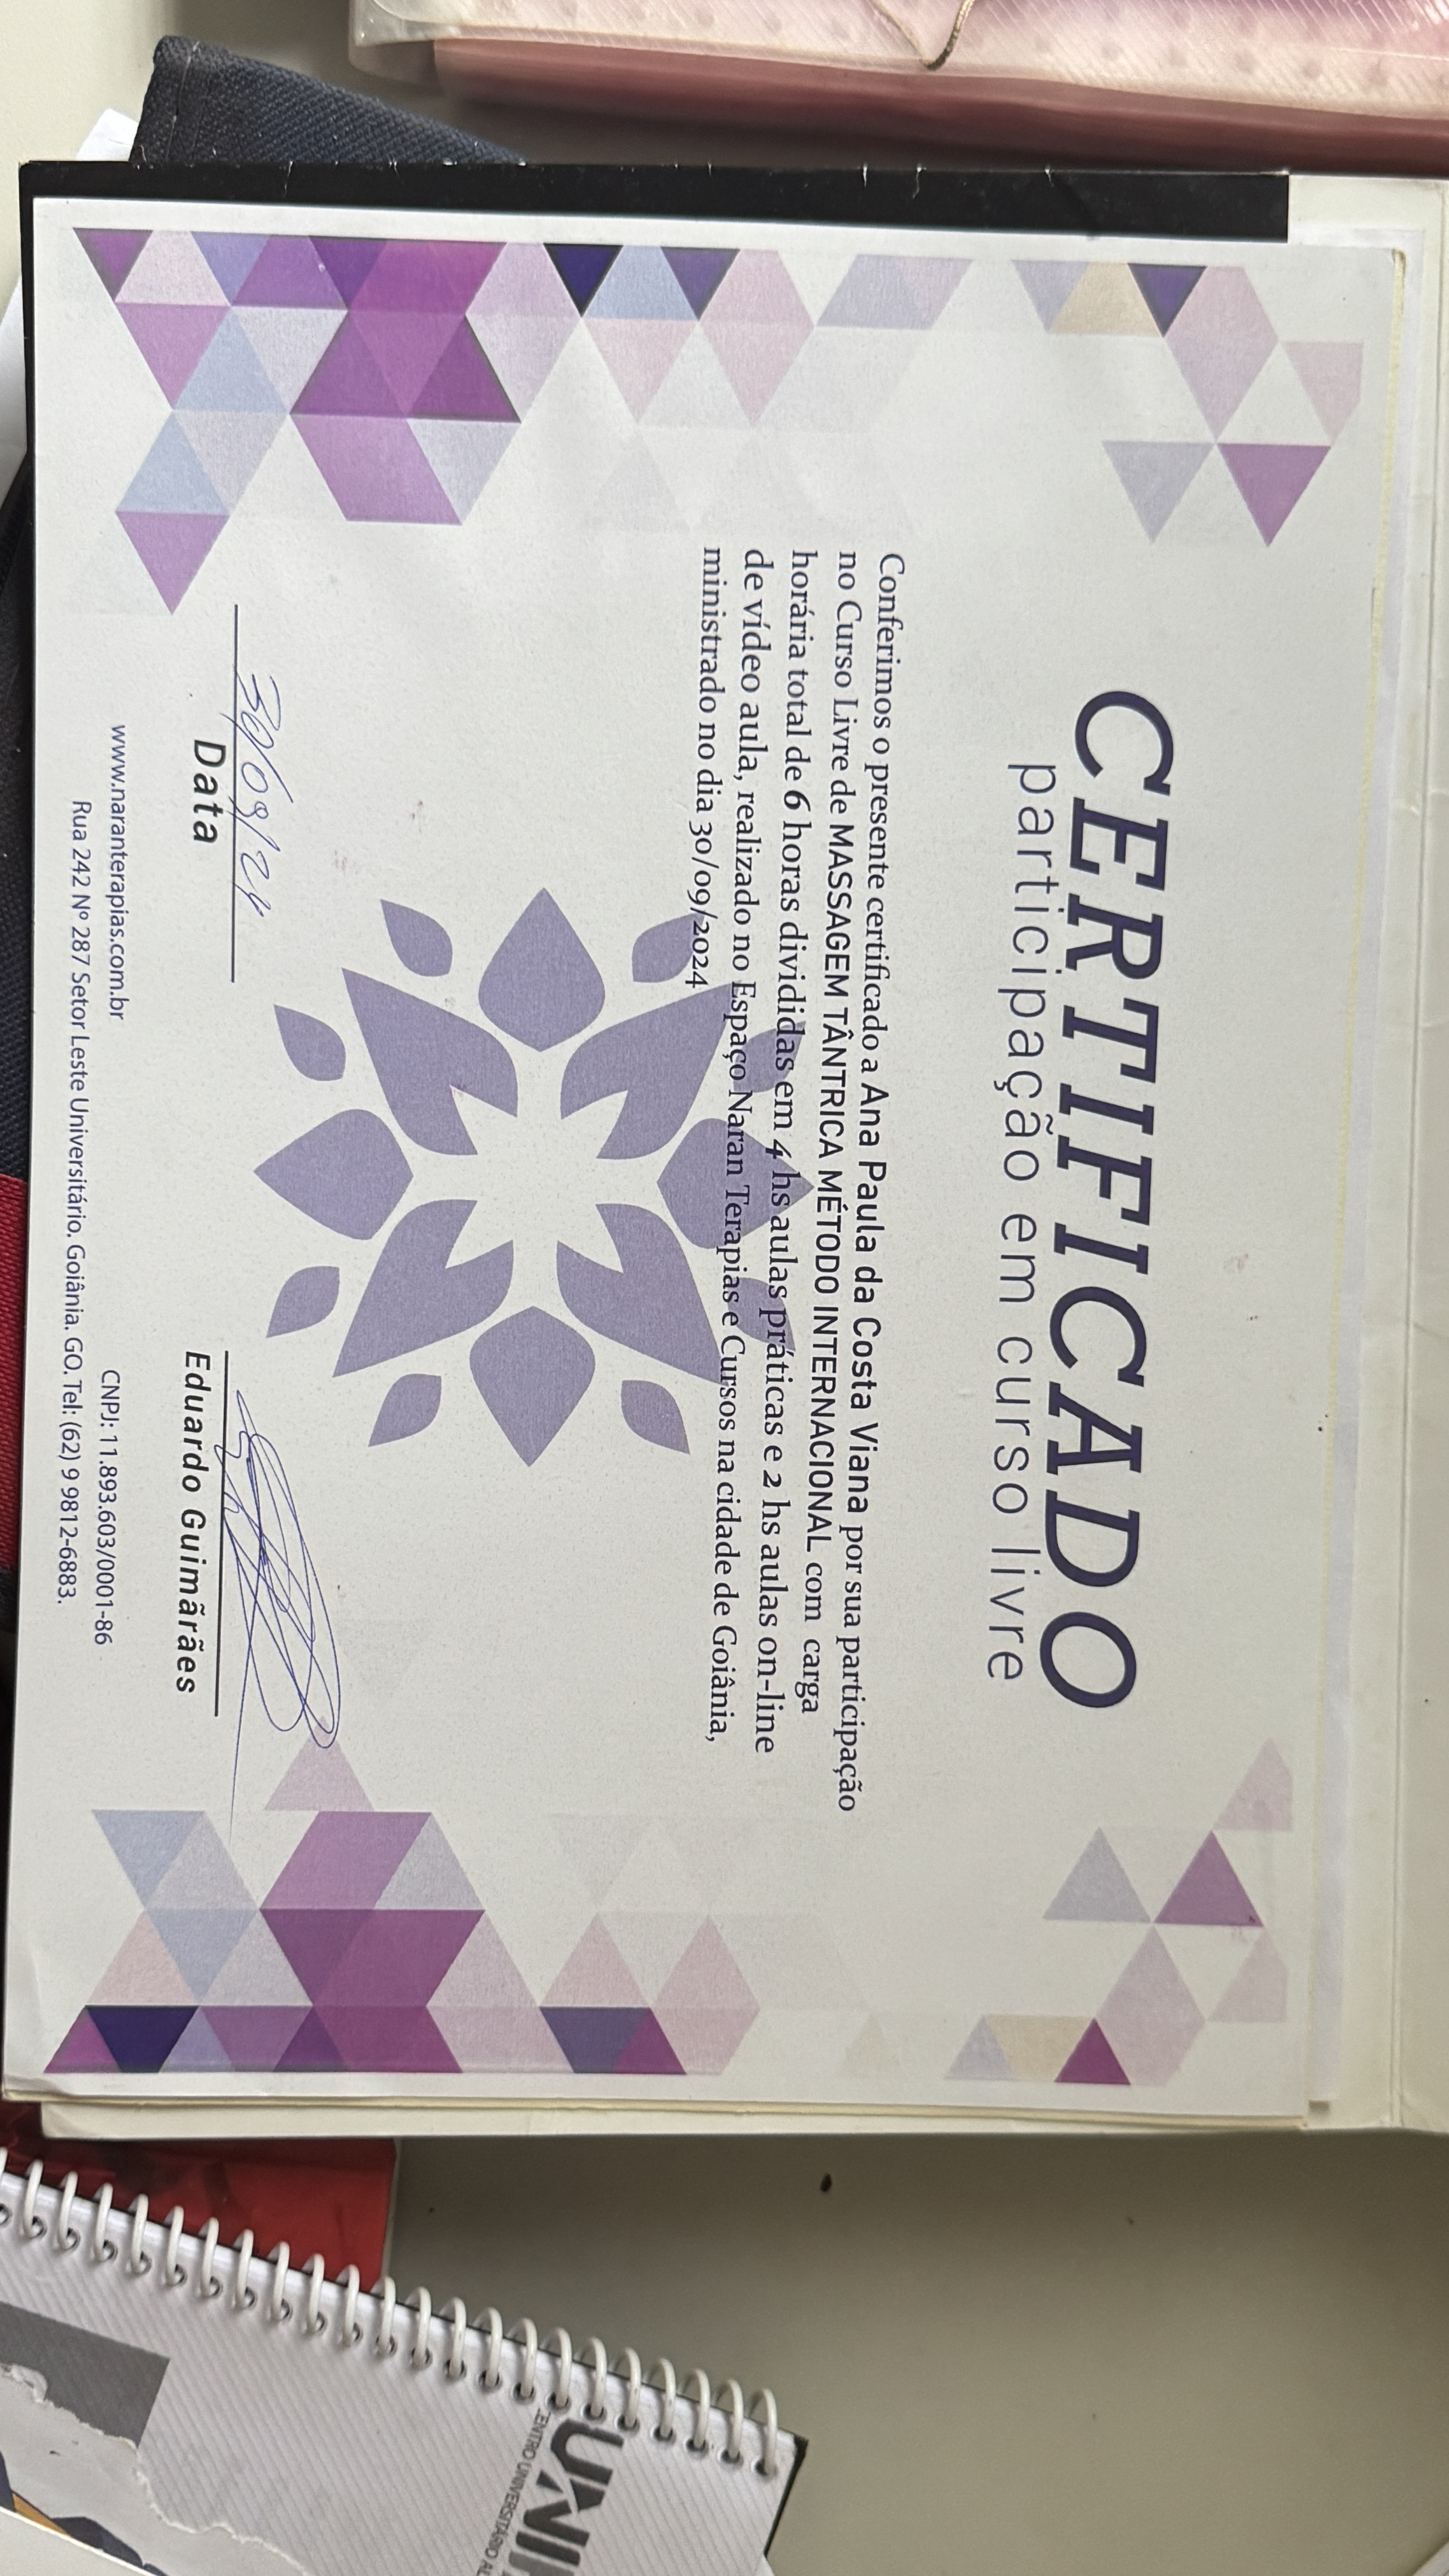 CERTIFICADO
participação em curso livre
Conferimos o presente certificado a Ana Paula da Costa Viana por sua participação
no Curso Livre de MASSAGEM TÂNTRICA MÉTODO INTERNACIONAL com carga
horária total de 6 horas divididas em 4 hs aulas práticas e 2 hs aulas on-line
de vídeo aula, realizado no Espaço Naran Terapias e Cursos na cidade de Goiânia,
ministrado no dia 30/09/2024
30/09/24
Data
Eduardo Guimãrães
www.naranterapias.com.br
CNPJ: 11.893.603/0001-86
Rua 242 Nº 287 Setor Leste Universitário. Goiânia. GO. Tel: (62) 9 9812-6883.
CENTRO UNIVERSITÁRIO